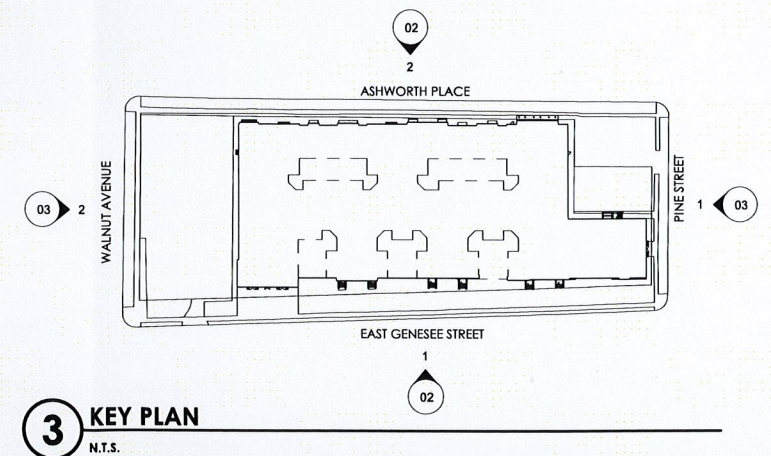 02
2
ASHWORTH PLACE
WALNUT AVENUE
03 2
PINE STREET
1 03
EAST GENESEE STREET
1
02
3 KEY PLAN
N.T.S.